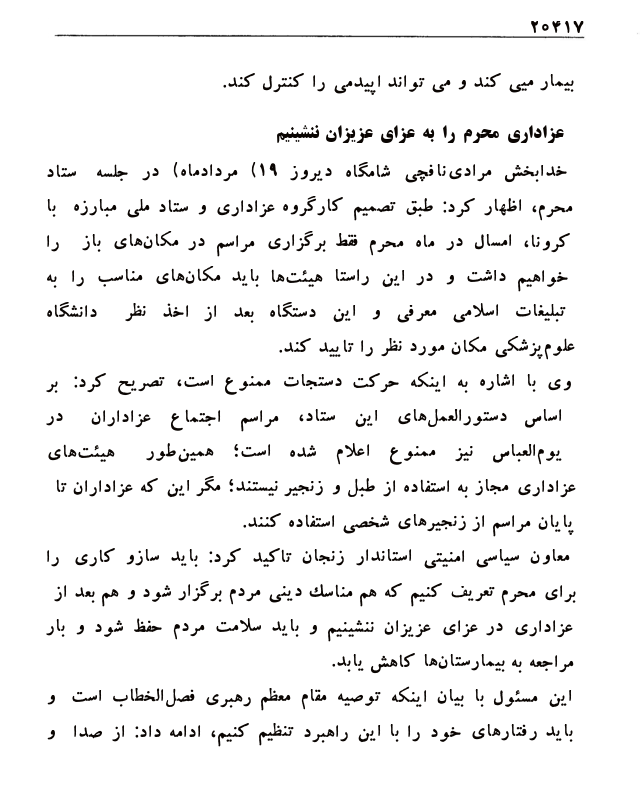 ۲۰۴۱۷
بیمار میی کند و می تواند اپیدمی را کنترل کند.
عزاداری محرم را به عزای عزیزان ننشینیم
خدابخش مرادی‌نافچی شامگاه دیروز ۱۹) مردادماه) در جلسه ستاد
محرم، اظهار کرد: طبق تصمیم کارگروه عزاداری و ستاد ملی مبارزه با
کرونا، امسال در ماه محرم فقط برگزاری مراسم در مکان‌های باز را
خواهیم داشت و در این راستا هیئت‌ها باید مکان‌های مناسب را به
تبلیغات اسلامی معرفی و این دستگاه بعد از اخذ نظر دانشگاه
علوم‌پزشکی مکان مورد نظر را تایید کند.
وی با اشاره به اینکه حرکت دستجات ممنوع است، تصریح کرد: بر
اساس دستورالعمل‌های این ستاد، مراسم اجتماع عزاداران در
یوم‌العباس نیز ممنوع اعلام شده است؛ همین‌طور هیئت‌های
عزاداری مجاز به استفاده از طبل و زنجیر نیستند؛ مگر این که عزاداران تا
پایان مراسم از زنجیرهای شخصی استفاده کنند.
معاون سیاسی امنیتی استاندار زنجان تاکید کرد: باید سازو کاری را
برای محرم تعریف کنیم که هم مناسک دینی مردم برگزار شود و هم بعد از
عزاداری در عزای عزیزان ننشینیم و باید سلامت مردم حفظ شود و بار
مراجعه به بیمارستان‌ها کاهش یابد.
این مسئول با بیان اینکه توصیه مقام معظم رهبری فصل‌الخطاب است و
باید رفتارهای خود را با این راهبرد تنظیم کنیم، ادامه داد: از صدا و